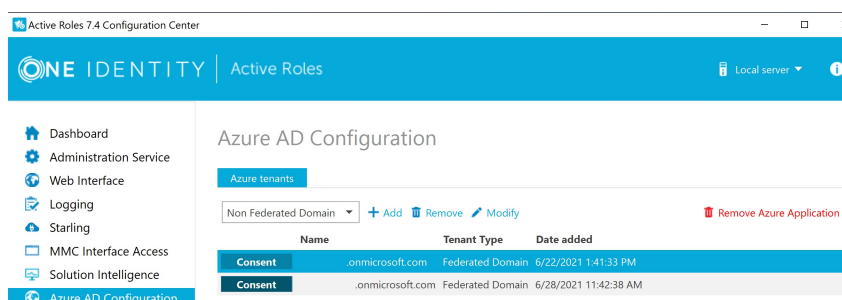 Active Roles 7.4 Configuration Center
ONE IDENTITY Active Roles Local server
Dashboard
Administration Service
Web Interface
Logging
Starling
MMC Interface Access
Solution Intelligence
Azure AD Configuration
Azure AD Configuration
Azure tenants
Non Federated Domain Add Remove Modify Remove Azure Application
Name Tenant Type Date added
Consent .onmicrosoft.com Federated Domain 6/22/2021 1:41:33 PM
Consent .onmicrosoft.com Federated Domain 6/28/2021 11:42:38 AM